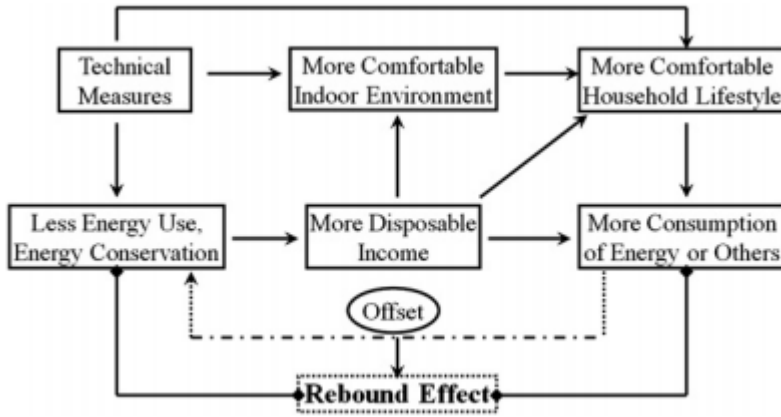 Technical
Measures
More Comfortable
Indoor Environment
More Comfortable
Household Lifestyle
Less Energy Use,
Energy Conservation
More Disposable
Income
More Consumption
of Energy or Others
Offset
Rebound Effect